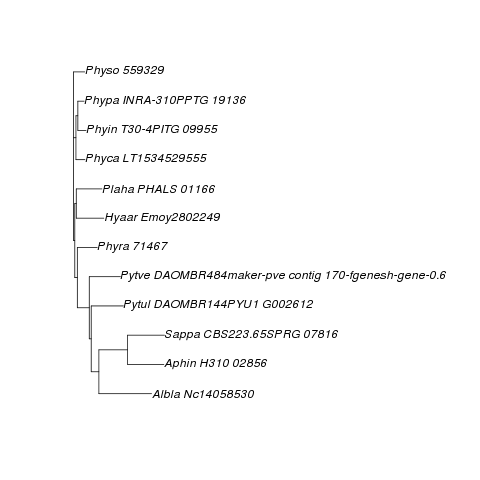 Physo 559329
Phypa INRA-310PPTG 19136
Phyin T30-4PITG 09955
Phyca LT1534529555
Plaha PHALS 01166
Hyaar Emoy2802249
Phyra 71467
Pytve DAOMBR484maker-pve contig 170-fgenesh-gene-0.6
Pytul DAOMBR144PYU1 G002612
Sappa CBS223.65SPRG 07816
Aphin H310 02856
Albla Nc14058530